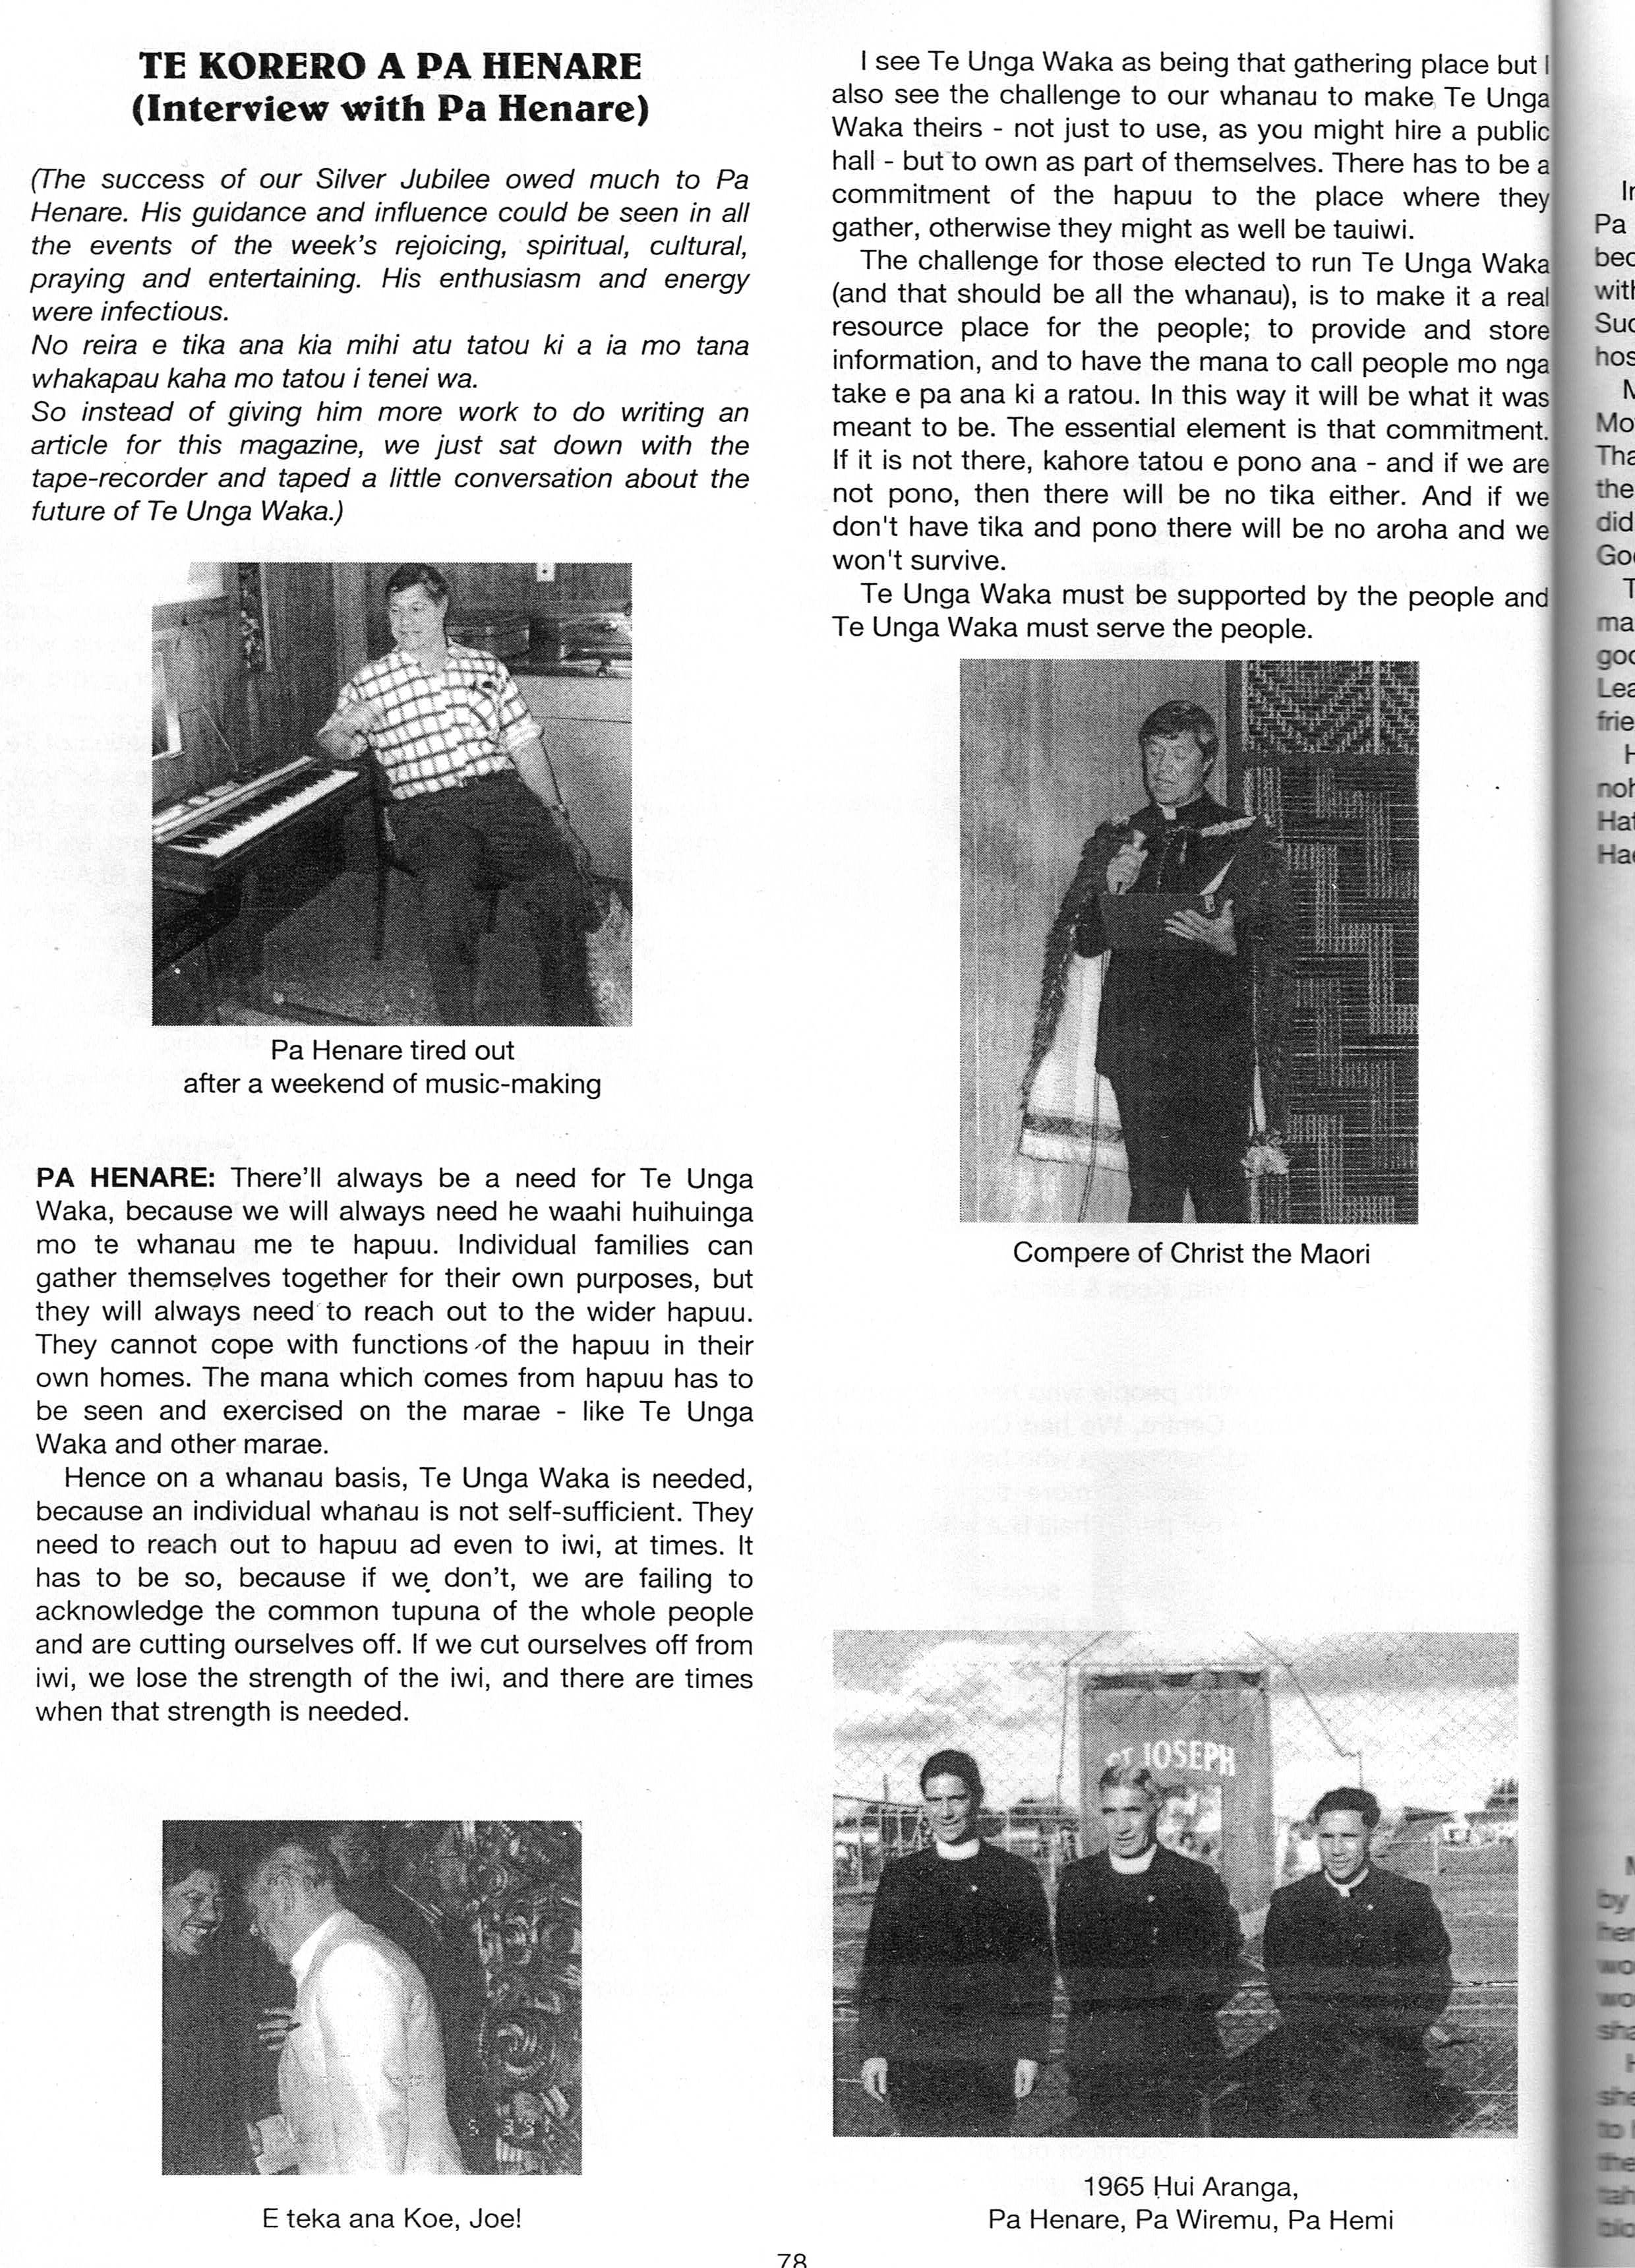 TE KORERO A PA HENARE
(Interview with Pa Henare)
(The success of our Silver Jubilee owed much to Pa
Henare. His guidance and influence could be seen in all
the events of the week's rejoicing, spiritual, cultural,
praying and entertaining. His enthusiasm and energy
were infectious.
No reira e tika ana kia mihi atu tatou ki a ia mo tana
whakapau kaha mo tatou i tenei wa.
So instead of giving him more work to do writing an
article for this magazine, we just sat down with the
tape-recorder and taped a little conversation about the
future of Te Unga Waka.)
Pa Henare tired out
after a weekend of music-making
PA HENARE: There'll always be a need for Te Unga
Waka, because we will always need he waahi huihuinga
mo te whanau me te hapuu. Individual families can
gather themselves together for their own purposes, but
they will always need to reach out to the wider hapuu.
They cannot cope with functions of the hapuu in their
own homes. The mana which comes from hapuu has to
be seen and exercised on the marae - like Te Unga
Waka and other marae.
Hence on a whanau basis, Te Unga Waka is needed,
because an individual whanau is not self-sufficient. They
need to reach out to hapuu ad even to iwi, at times. It
has to be so, because if we don't, we are failing to
acknowledge the common tupuna of the whole people
and are cutting ourselves off. If we cut ourselves off from
iwi, we lose the strength of the iwi, and there are times
when that strength is needed.
E teka ana Koe, Joe!
I see Te Unga Waka as being that gathering place but I
also see the challenge to our whanau to make Te Unga
Waka theirs - not just to use, as you might hire a public
hall - but to own as part of themselves. There has to be a
commitment of the hapuu to the place where they
gather, otherwise they might as well be tauiwi.
The challenge for those elected to run Te Unga Waka
(and that should be all the whanau), is to make it a real
resource place for the people; to provide and store
information, and to have the mana to call people mo nga
take e pa ana ki a ratou. In this way it will be what it was
meant to be. The essential element is that commitment.
If it is not there, kahore tatou e pono ana - and if we are
not pono, then there will be no tika either. And if we
don't have tika and pono there will be no aroha and we
won't survive.
Te Unga Waka must be supported by the people and
Te Unga Waka must serve the people.
Compere of Christ the Maori
ST JOSEPH
1965 Hui Aranga,
Pa Henare, Pa Wiremu, Pa Hemi
78